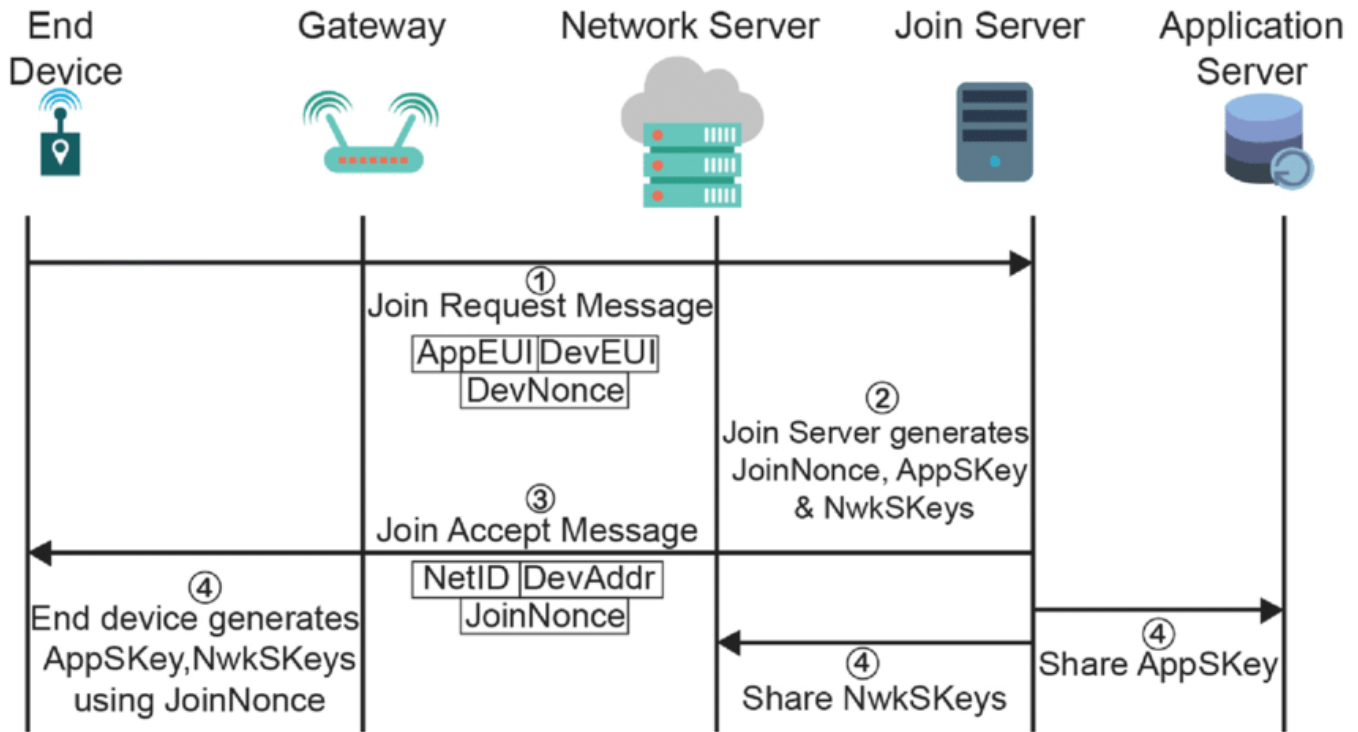 End
Device
Gateway
Network Server
Join Server
Application
Server
①
Join Request Message
AppEUI DevEUI
DevNonce
②
Join Server generates
JoinNonce, AppSKey
& NwkSKeys
③
Join Accept Message
NetID DevAddr
JoinNonce
④
End device generates
AppSKey,NwkSKeys
using JoinNonce
④
Share NwkSKeys
④
Share AppSKey